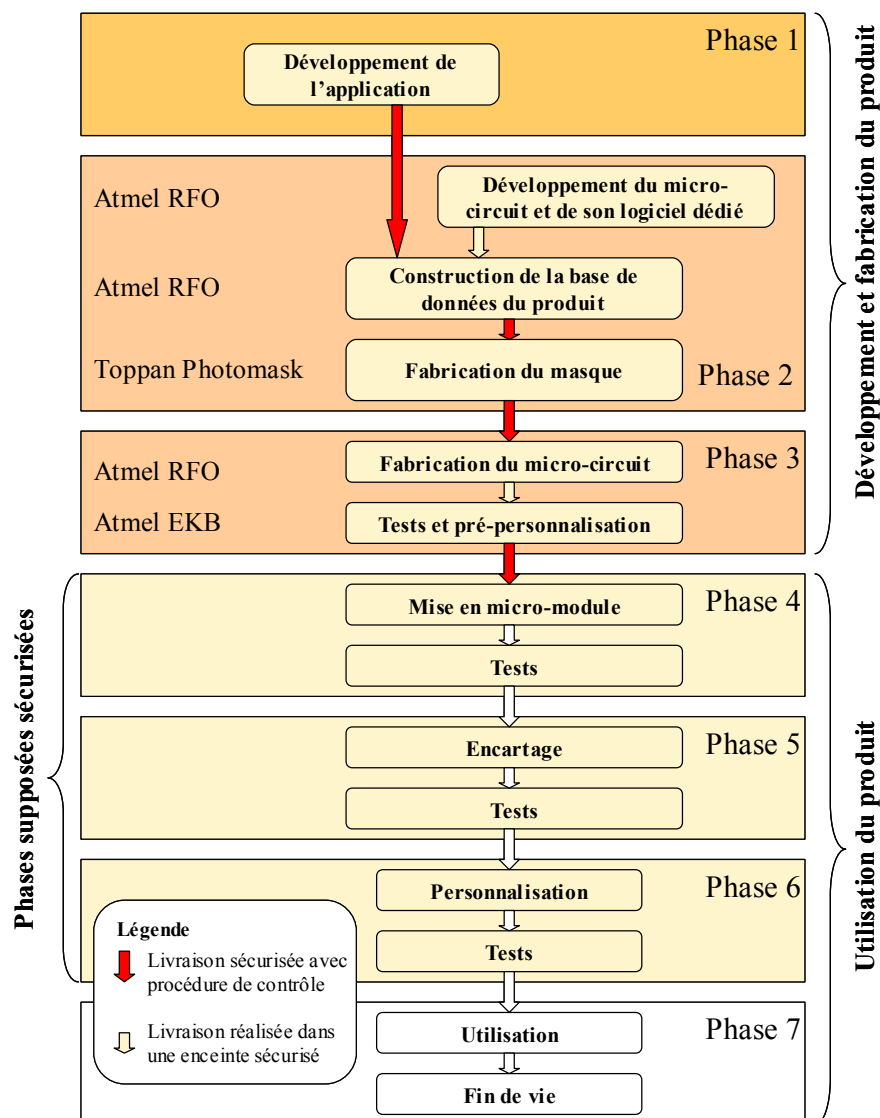 Phase 1
Développement de
l'application
Atmel RFO
Développement du micro-
circuit et de son logiciel dédié
Atmel RFO
Construction de la base de
données du produit
Toppan Photomask
Fabrication du masque
Phase 2
Développement et fabrication du produit
Phase 3
Atmel RFO
Fabrication du micro-circuit
Atmel EKB
Tests et pré-personnalisation
Phases supposées sécurisées
Phase 4
Mise en micro-module
Tests
Phase 5
Encartage
Tests
Utilisation du produit
Phase 6
Personnalisation
Tests
Légende
Livraison sécurisée avec
procédure de contrôle
Livraison réalisée dans
une enceinte sécurisé
Phase 7
Utilisation
Fin de vie